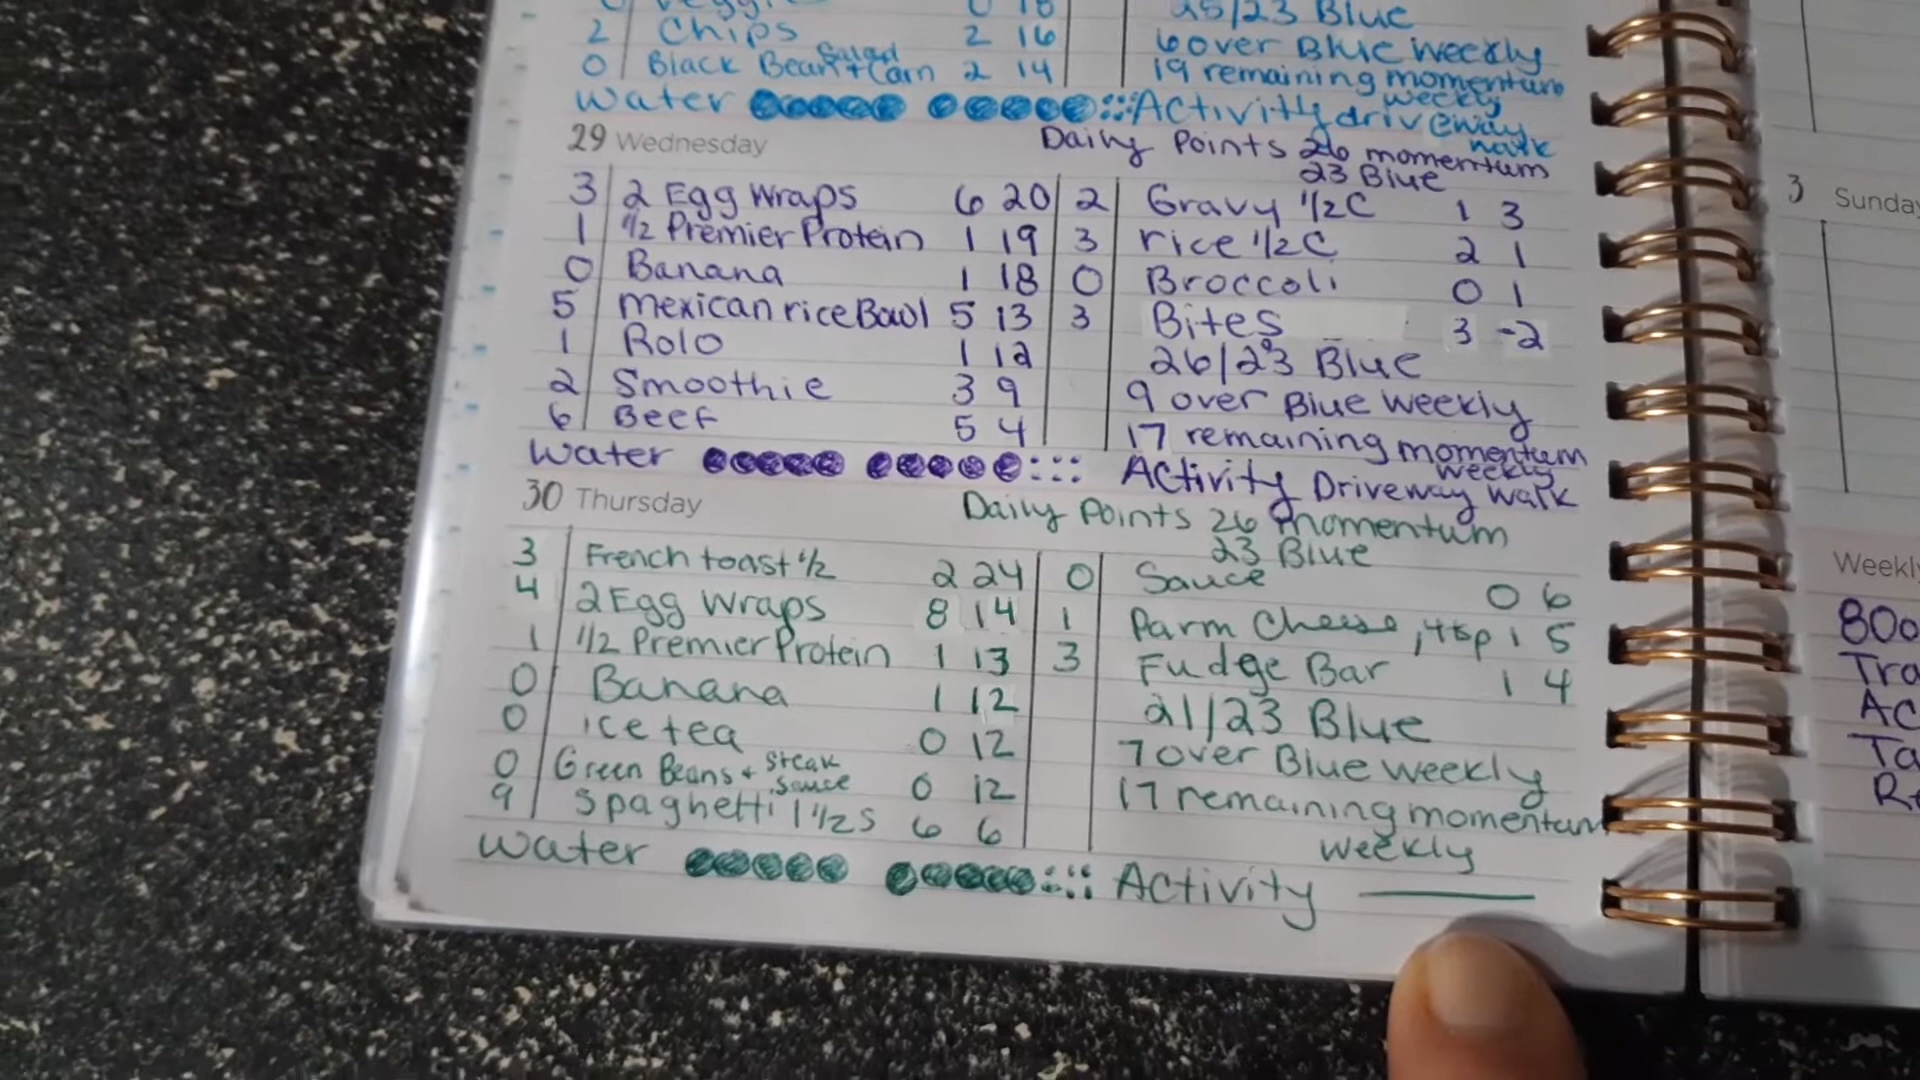 2 Chips 2 16
0 Black Bean + Corn Salad 2 14
25/23 Blue
6 over Blue weekly
19 remaining momentum weekly
Water Activity driveway walk
29 Wednesday Daily Points 26 momentum
23 Blue
3 2 Egg Wraps 6 20
1 1/2 Premier Protein 1 19
0 Banana 1 18
5 mexican rice Bowl 5 13
1 Rolo 1 12
2 Smoothie 3 9
6 Beef 5 4
2 Gravy 1/2 C 1 3
3 rice 1/2 C 2 1
0 Broccoli 0 1
3 Bites 3 -2
26/23 Blue
9 over Blue weekly
17 remaining momentum weekly
Water Activity Driveway walk
30 Thursday Daily Points 26 momentum
23 Blue
3 French toast 1/2 2 24
4 2 Egg Wraps 8 14
1 1/2 Premier Protein 1 13
0 Banana 1 12
0 ice tea 0 12
0 Green Beans + Steak Sauce 0 12
9 Spaghetti 1 1/2 S 6 6
0 Sauce 0 6
1 Parm Cheese, 4tsp 1 5
3 Fudge Bar 1 4
21/23 Blue
7 over Blue weekly
17 remaining momentum
weekly
Water Activity
3 Sunday
Weekly